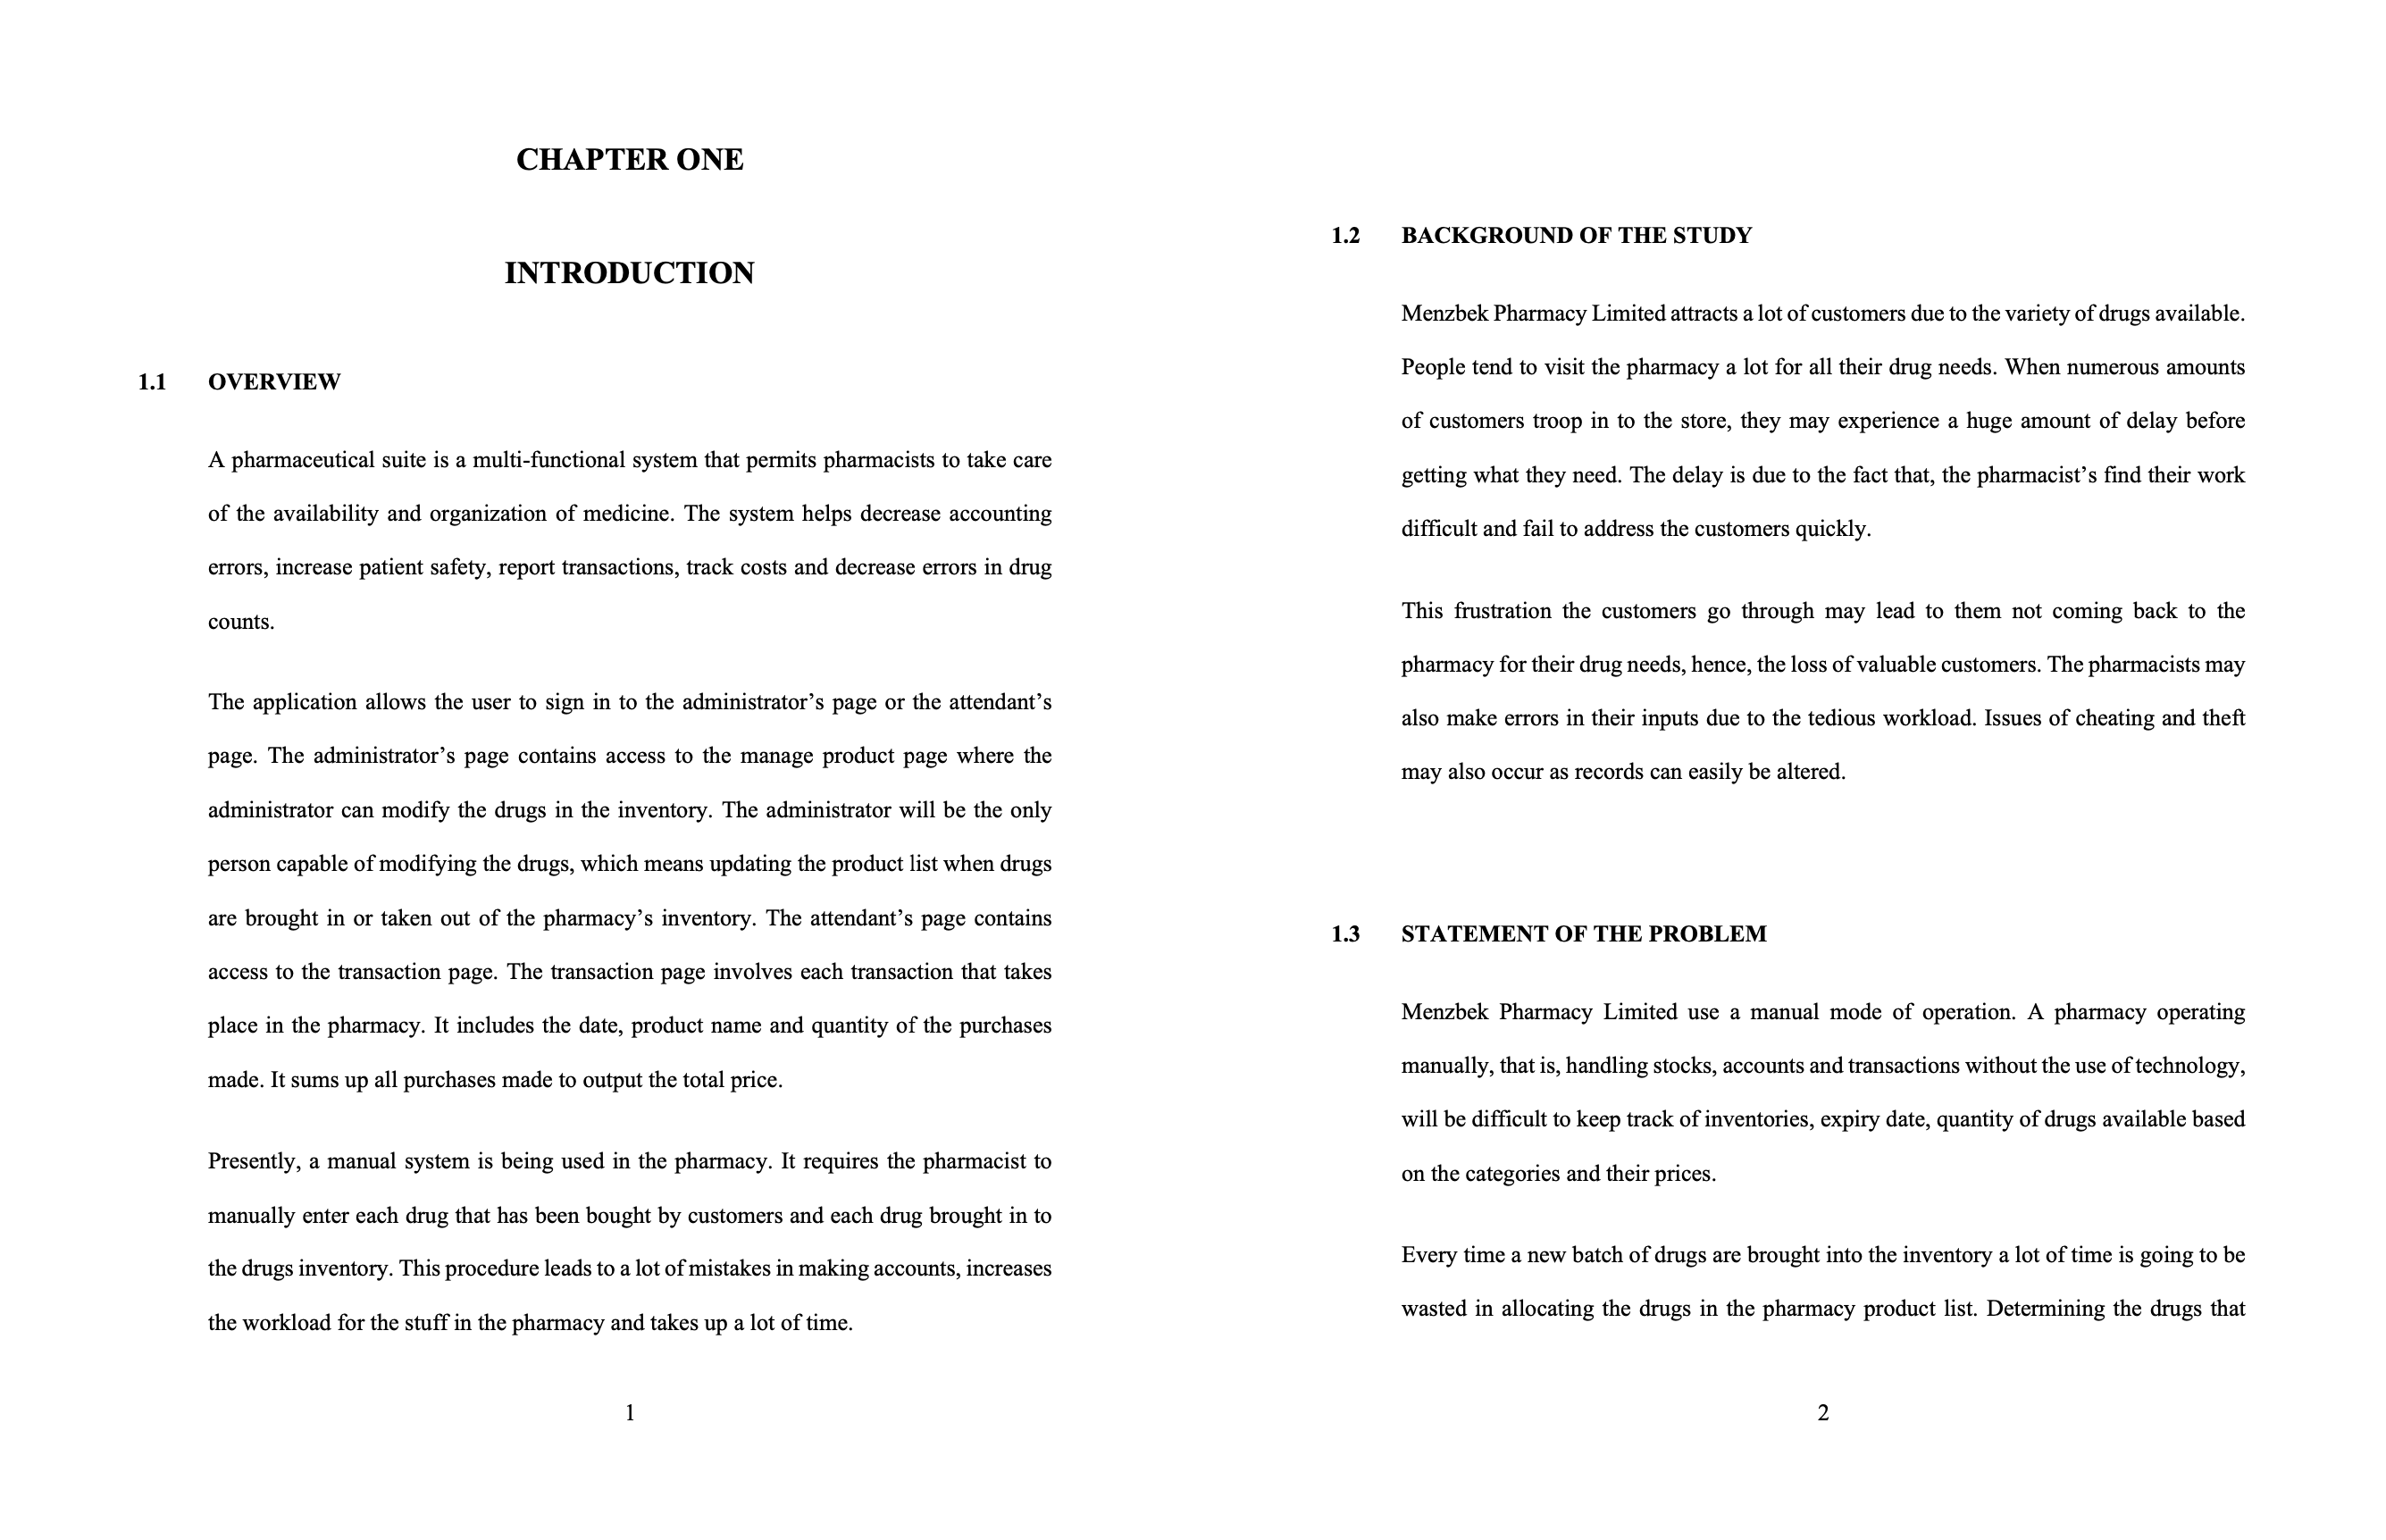 CHAPTER ONE
INTRODUCTION
1.1 OVERVIEW
A pharmaceutical suite is a multi-functional system that permits pharmacists to take care
of the availability and organization of medicine. The system helps decrease accounting
errors, increase patient safety, report transactions, track costs and decrease errors in drug
counts.
The application allows the user to sign in to the administrator’s page or the attendant’s
page. The administrator’s page contains access to the manage product page where the
administrator can modify the drugs in the inventory. The administrator will be the only
person capable of modifying the drugs, which means updating the product list when drugs
are brought in or taken out of the pharmacy’s inventory. The attendant’s page contains
access to the transaction page. The transaction page involves each transaction that takes
place in the pharmacy. It includes the date, product name and quantity of the purchases
made. It sums up all purchases made to output the total price.
Presently, a manual system is being used in the pharmacy. It requires the pharmacist to
manually enter each drug that has been bought by customers and each drug brought in to
the drugs inventory. This procedure leads to a lot of mistakes in making accounts, increases
the workload for the stuff in the pharmacy and takes up a lot of time.
1
1.2 BACKGROUND OF THE STUDY
Menzbek Pharmacy Limited attracts a lot of customers due to the variety of drugs available.
People tend to visit the pharmacy a lot for all their drug needs. When numerous amounts
of customers troop in to the store, they may experience a huge amount of delay before
getting what they need. The delay is due to the fact that, the pharmacist’s find their work
difficult and fail to address the customers quickly.
This frustration the customers go through may lead to them not coming back to the
pharmacy for their drug needs, hence, the loss of valuable customers. The pharmacists may
also make errors in their inputs due to the tedious workload. Issues of cheating and theft
may also occur as records can easily be altered.
1.3 STATEMENT OF THE PROBLEM
Menzbek Pharmacy Limited use a manual mode of operation. A pharmacy operating
manually, that is, handling stocks, accounts and transactions without the use of technology,
will be difficult to keep track of inventories, expiry date, quantity of drugs available based
on the categories and their prices.
Every time a new batch of drugs are brought into the inventory a lot of time is going to be
wasted in allocating the drugs in the pharmacy product list. Determining the drugs that
2